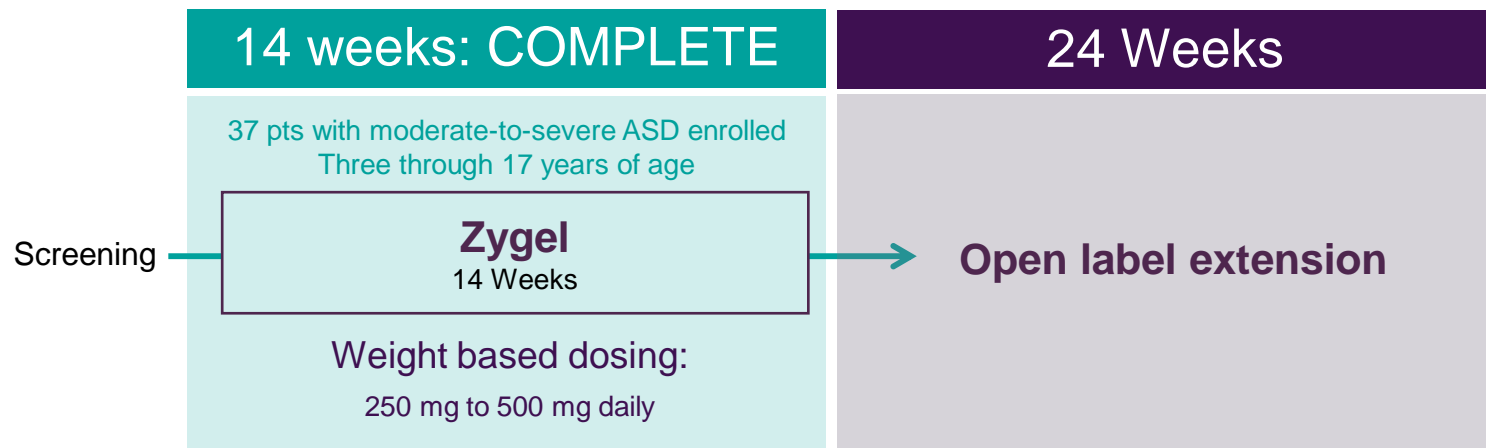 14 weeks: COMPLETE
24 Weeks
37 pts with moderate-to-severe ASD enrolled
Three through 17 years of age
Screening
Zygel
14 Weeks
Open label extension
Weight based dosing:
250 mg to 500 mg daily